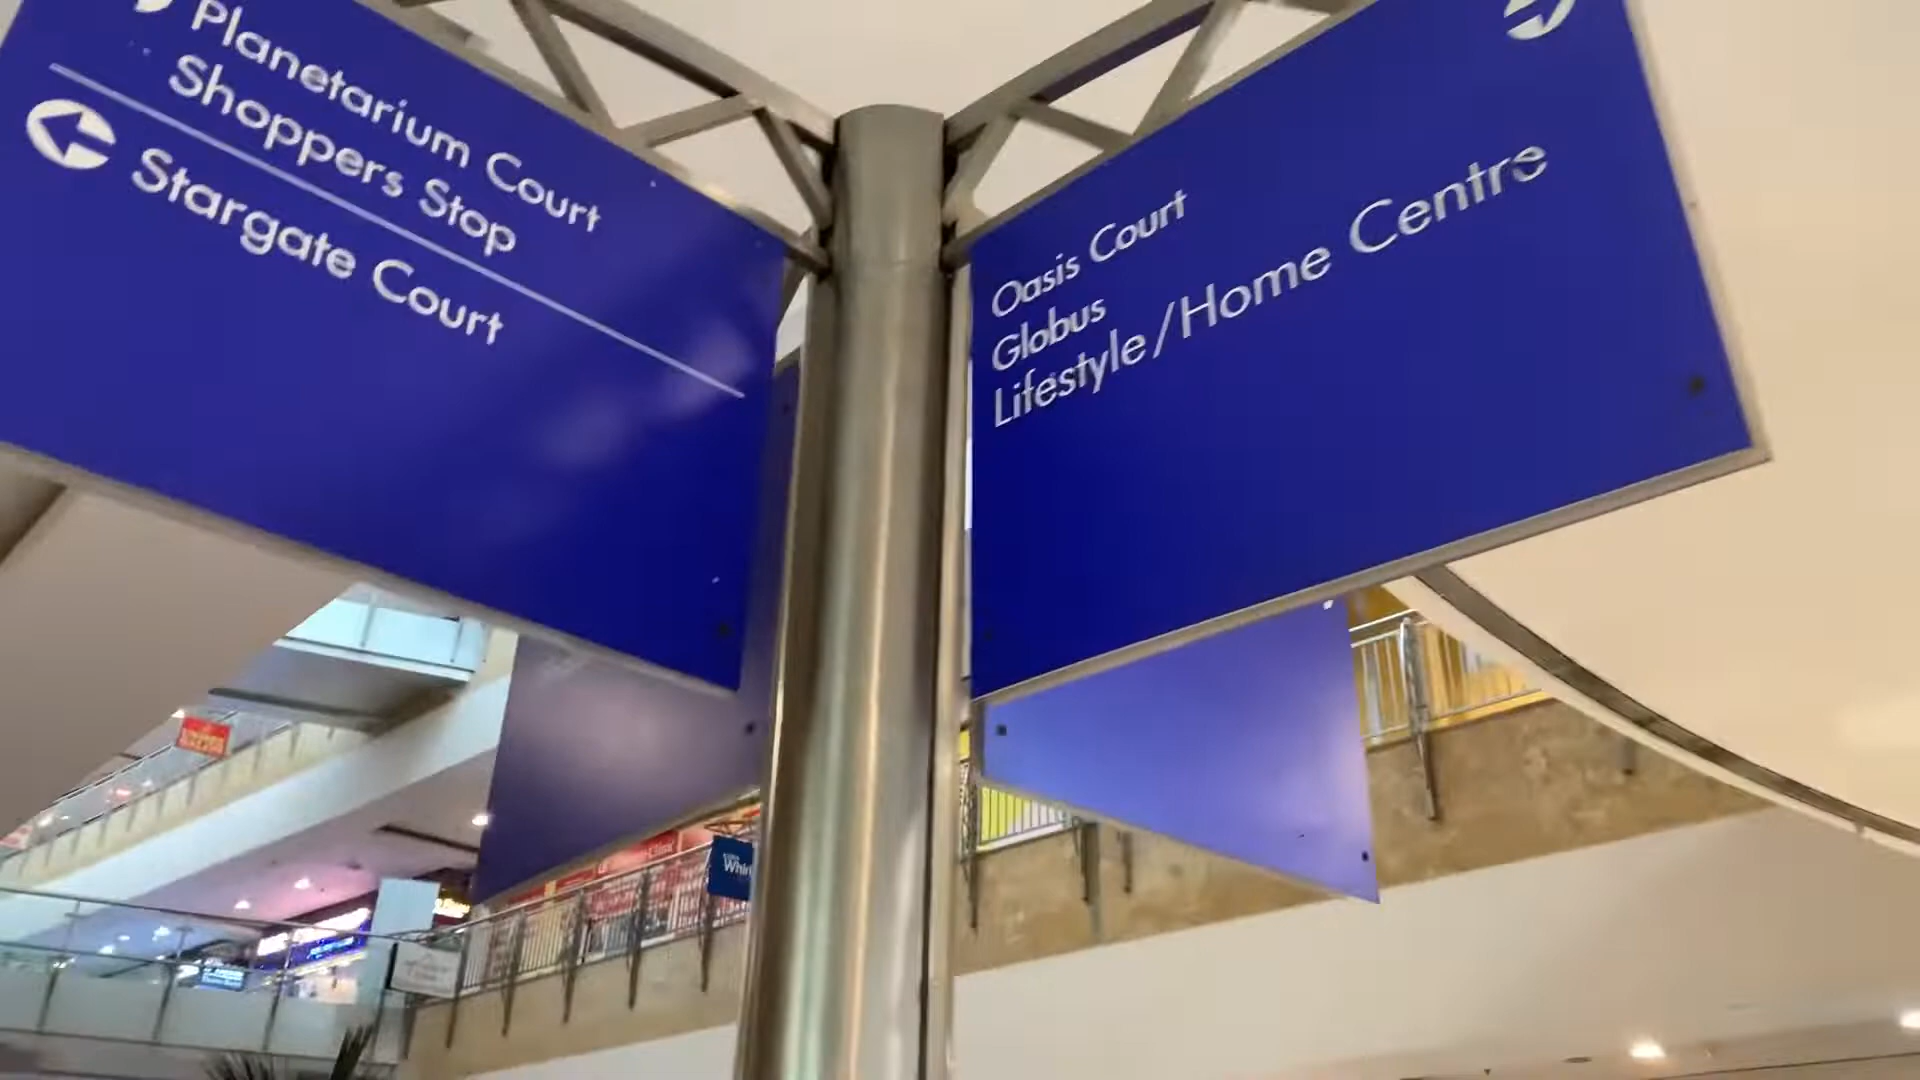 Planetarium Court
Shoppers Stop
Stargate Court
Oasis Court
Globus
Lifestyle/Home Centre